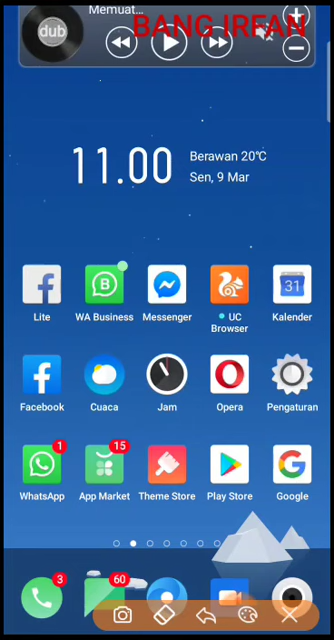 Memuat...
dub
BANG IRFAN
11.00
Berawan 20℃
Sen, 9 Mar
Lite
WA Business
Messenger
UC Browser
Kalender
31
Facebook
Cuaca
Jam
Opera
Pengaturan
1
15
WhatsApp
App Market
Theme Store
Play Store
Google
3
60